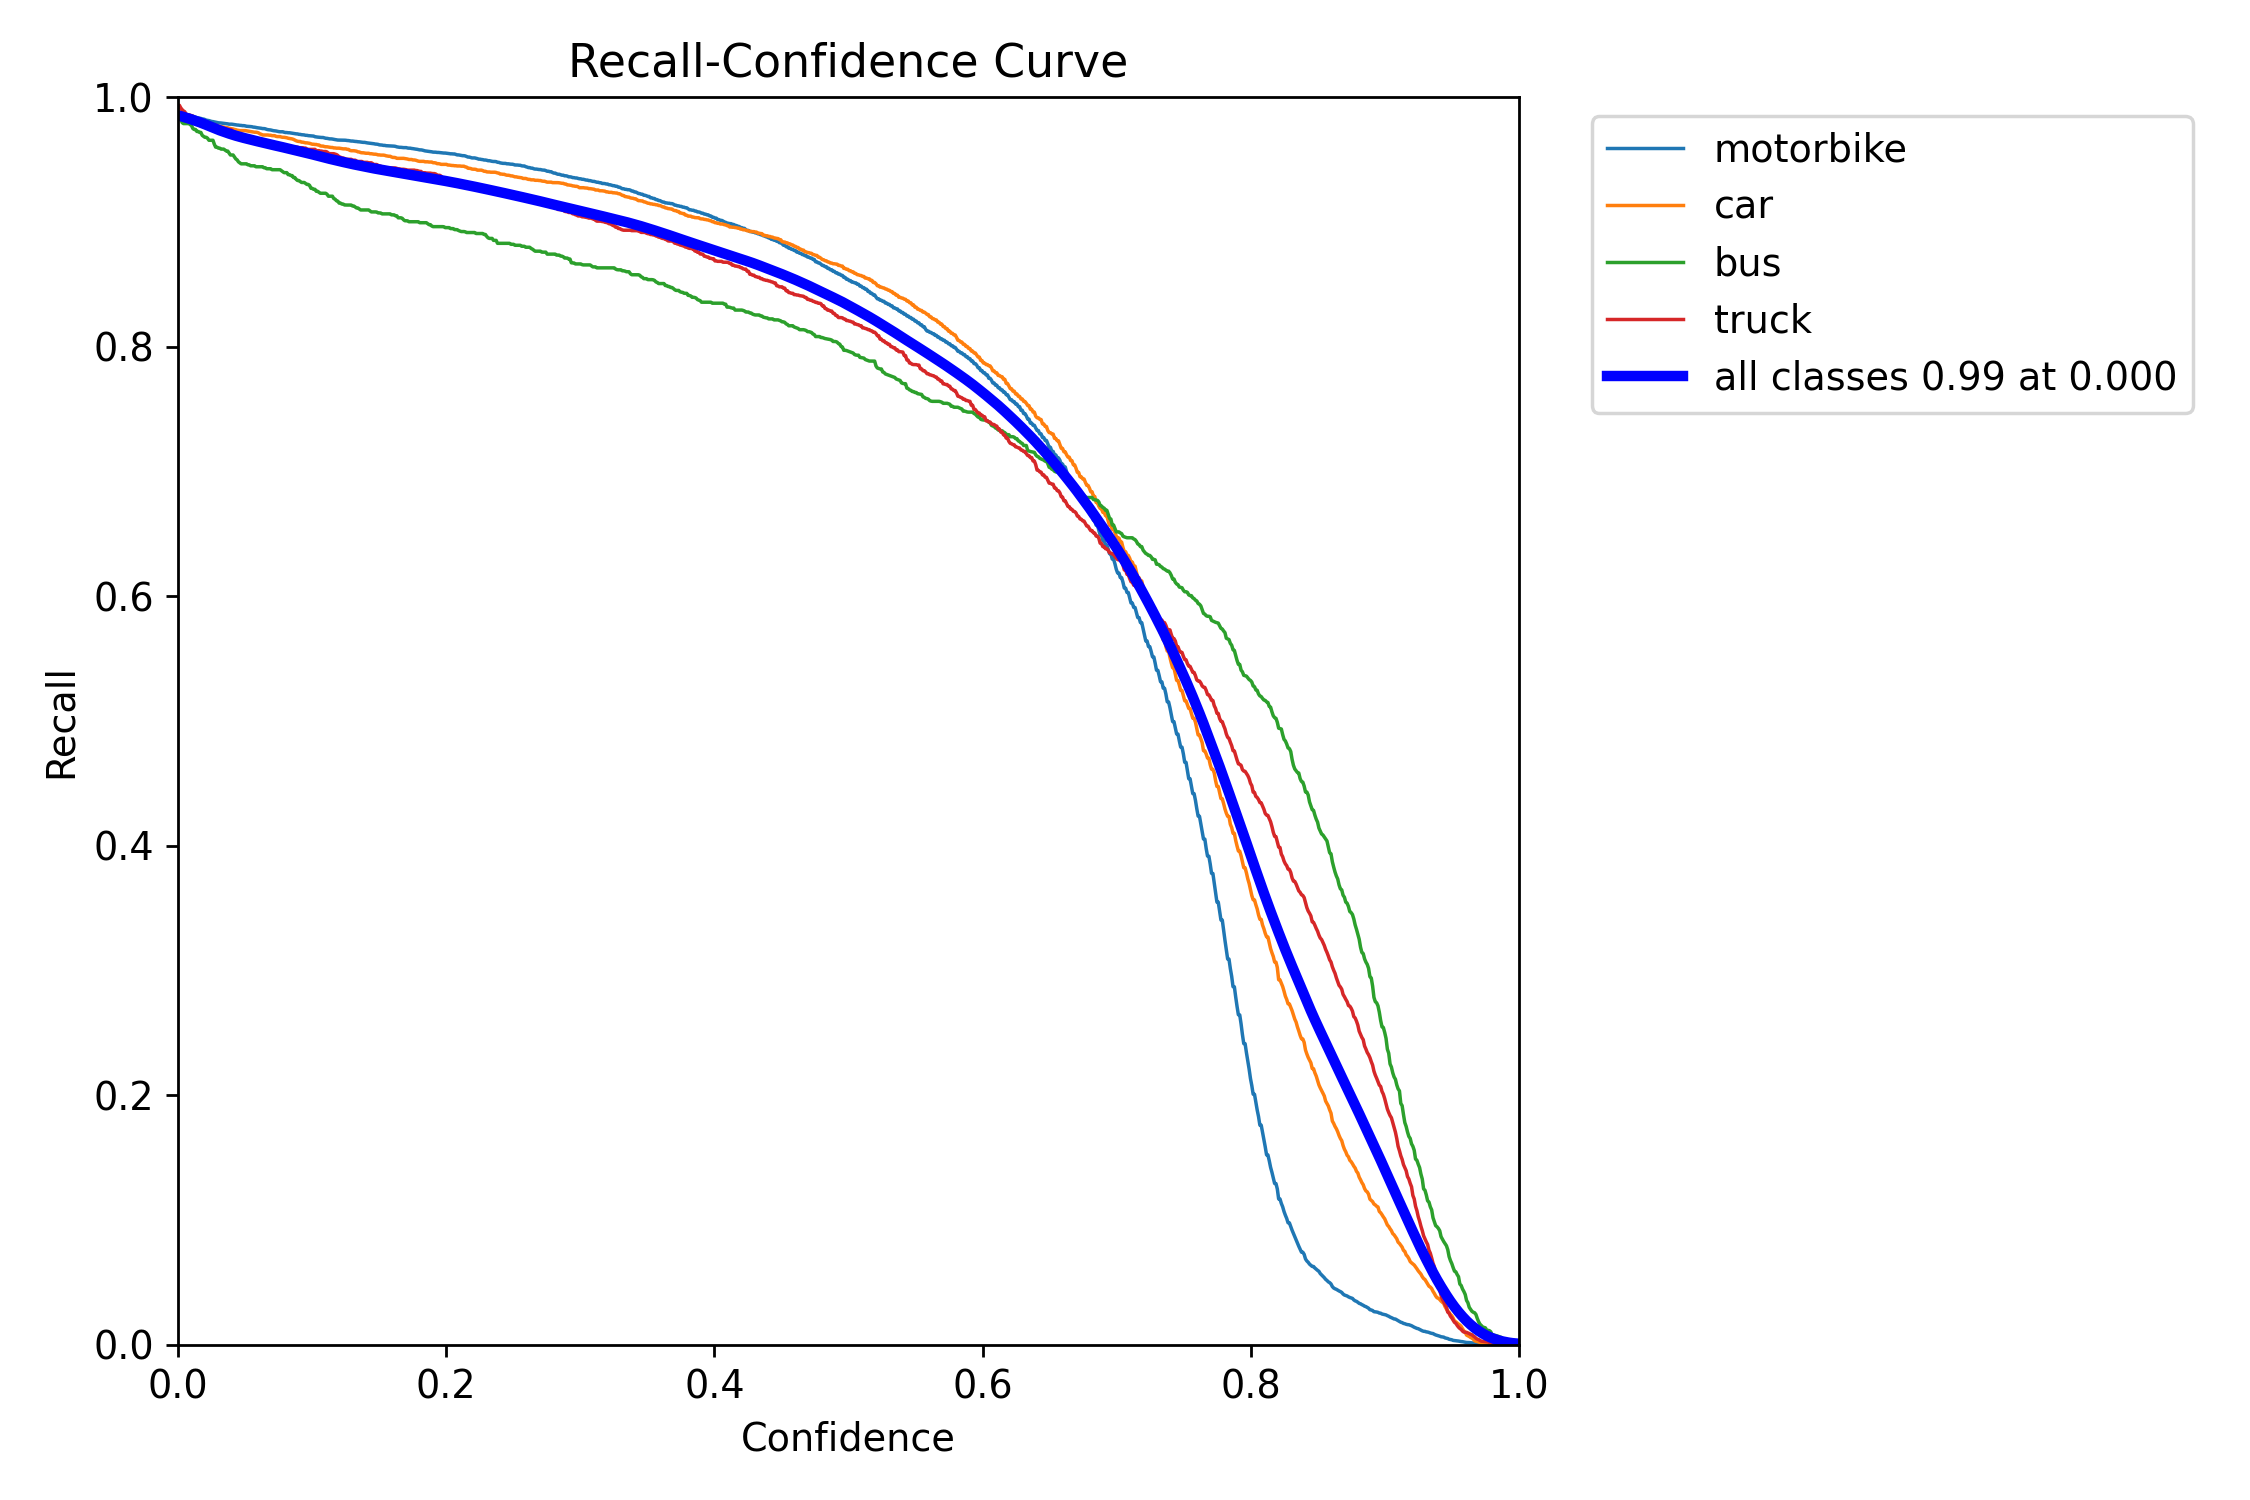 Recall-Confidence Curve
1.0
0.8
0.6
0.4
0.2
0.0
0.0 0.2 0.4 0.6 0.8 1.0
Recall
Confidence
motorbike
car
bus
truck
all classes 0.99 at 0.000